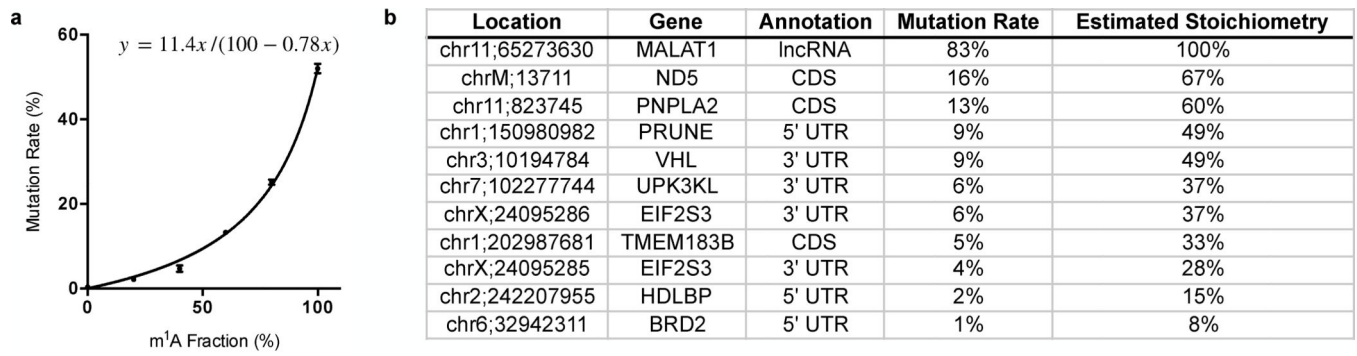 a
y = 11.4x/(100 − 0.78x)
60
40
20
0
Mutation Rate (%)
0 50 100
m¹A Fraction (%)
b
Location Gene Annotation Mutation Rate Estimated Stoichiometry
chr11;65273630 MALAT1 lncRNA 83% 100%
chrM;13711 ND5 CDS 16% 67%
chr11;823745 PNPLA2 CDS 13% 60%
chr1;150980982 PRUNE 5' UTR 9% 49%
chr3;10194784 VHL 3' UTR 9% 49%
chr7;102277744 UPK3KL 3' UTR 6% 37%
chrX;24095286 EIF2S3 3' UTR 6% 37%
chr1;202987681 TMEM183B CDS 5% 33%
chrX;24095285 EIF2S3 3' UTR 4% 28%
chr2;242207955 HDLBP 5' UTR 2% 15%
chr6;32942311 BRD2 5' UTR 1% 8%